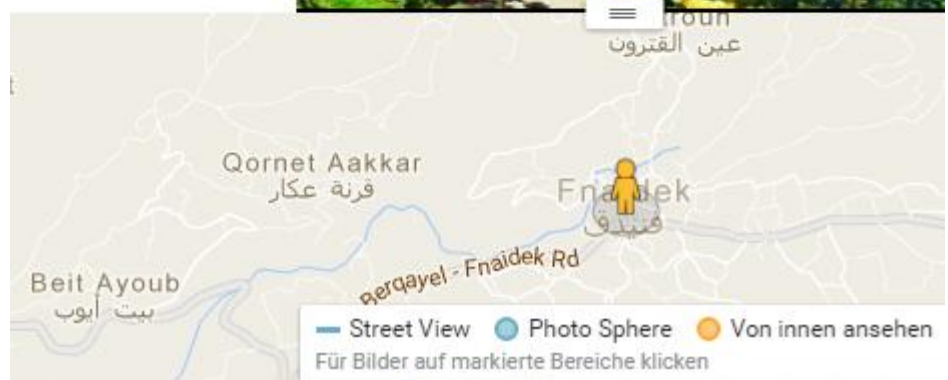 عين القترون
Qornet Aakkar
قرنة عكار
Fnaidek
فنيدق
Berqayel - Fnaidek Rd
Beit Ayoub
بيت أيوب
Street View Photo Sphere Von innen ansehen
Für Bilder auf markierte Bereiche klicken